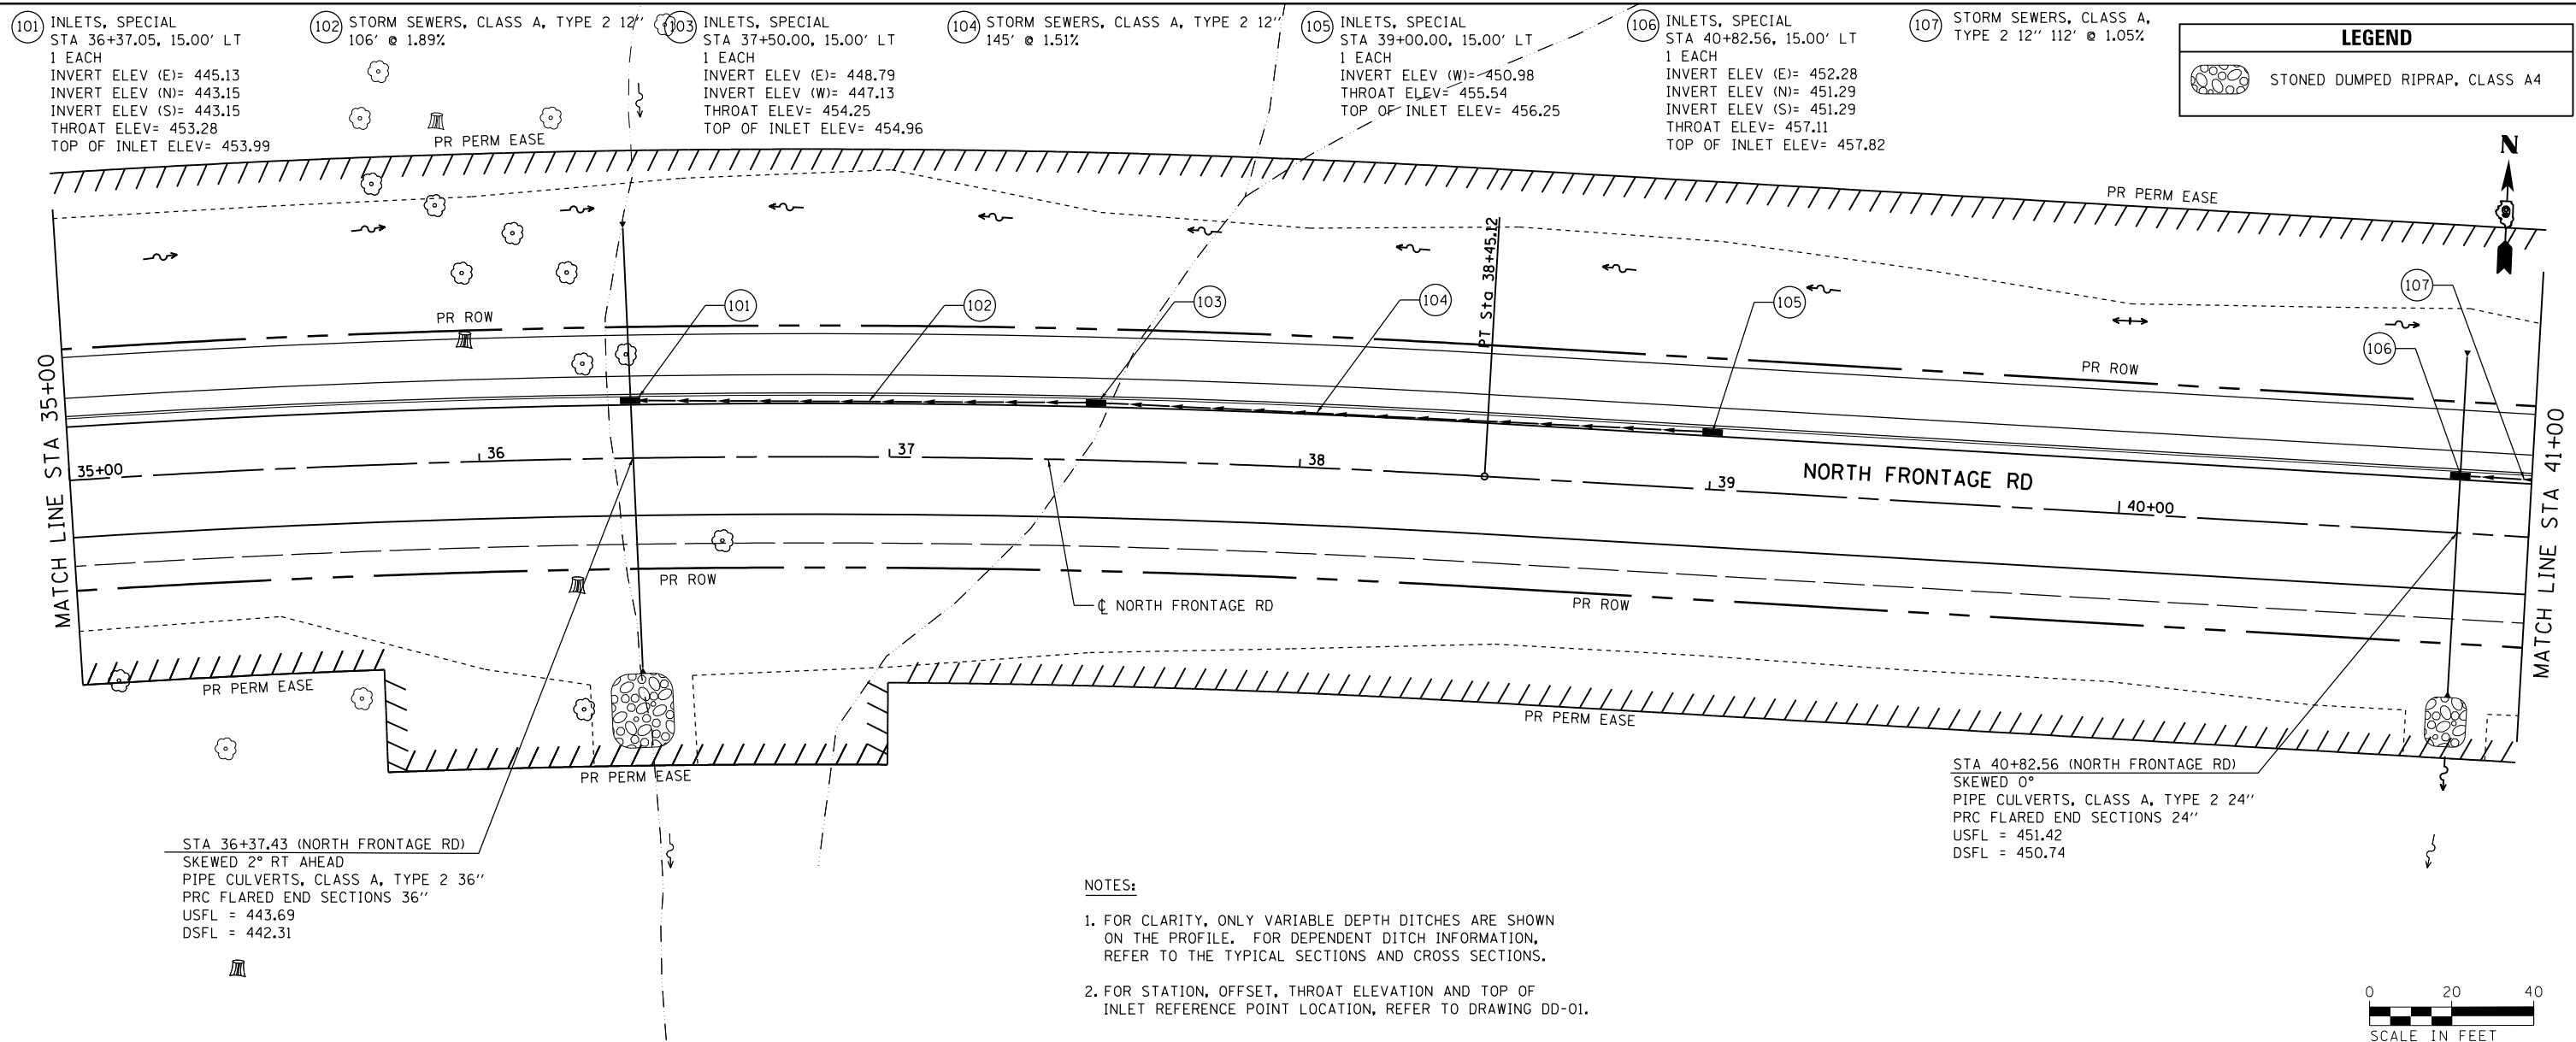 101 INLETS, SPECIAL
STA 36+37.05, 15.00' LT
1 EACH
INVERT ELEV (E)= 445.13
INVERT ELEV (N)= 443.15
INVERT ELEV (S)= 443.15
THROAT ELEV= 453.28
TOP OF INLET ELEV= 453.99
102 STORM SEWERS, CLASS A, TYPE 2 12''
106' @ 1.89%
103 INLETS, SPECIAL
STA 37+50.00, 15.00' LT
1 EACH
INVERT ELEV (E)= 448.79
INVERT ELEV (W)= 447.13
THROAT ELEV= 454.25
TOP OF INLET ELEV= 454.96
104 STORM SEWERS, CLASS A, TYPE 2 12''
145' @ 1.51%
105 INLETS, SPECIAL
STA 39+00.00, 15.00' LT
1 EACH
INVERT ELEV (W)= 450.98
THROAT ELEV= 455.54
TOP OF INLET ELEV= 456.25
106 INLETS, SPECIAL
STA 40+82.56, 15.00' LT
1 EACH
INVERT ELEV (E)= 452.28
INVERT ELEV (N)= 451.29
INVERT ELEV (S)= 451.29
THROAT ELEV= 457.11
TOP OF INLET ELEV= 457.82
107 STORM SEWERS, CLASS A,
TYPE 2 12'' 112' @ 1.05%
LEGEND
STONED DUMPED RIPRAP, CLASS A4
N
PR PERM EASE
PR PERM EASE
PT Sta 38+45.12
101
102
103
104
105
106
107
PR ROW
PR ROW
MATCH LINE STA 35+00
35+00
36
37
38
39
40+00
NORTH FRONTAGE RD
MATCH LINE STA 41+00
PR ROW
PR ROW
℄ NORTH FRONTAGE RD
PR PERM EASE
PR PERM EASE
PR PERM EASE
STA 36+37.43 (NORTH FRONTAGE RD)
SKEWED 2° RT AHEAD
PIPE CULVERTS, CLASS A, TYPE 2 36''
PRC FLARED END SECTIONS 36''
USFL = 443.69
DSFL = 442.31
STA 40+82.56 (NORTH FRONTAGE RD)
SKEWED 0°
PIPE CULVERTS, CLASS A, TYPE 2 24''
PRC FLARED END SECTIONS 24''
USFL = 451.42
DSFL = 450.74
NOTES:
1. FOR CLARITY, ONLY VARIABLE DEPTH DITCHES ARE SHOWN
ON THE PROFILE. FOR DEPENDENT DITCH INFORMATION,
REFER TO THE TYPICAL SECTIONS AND CROSS SECTIONS.
2. FOR STATION, OFFSET, THROAT ELEVATION AND TOP OF
INLET REFERENCE POINT LOCATION, REFER TO DRAWING DD-01.
0 20 40
SCALE IN FEET